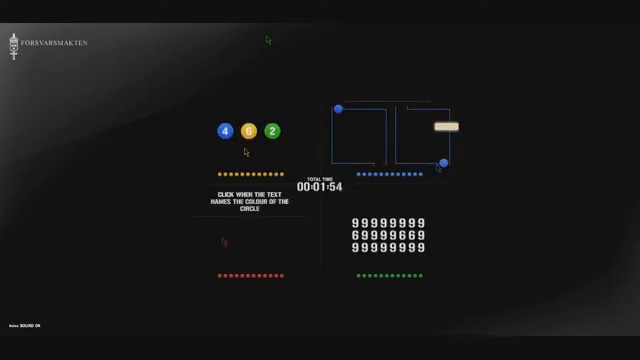 FÖRSVARSMAKTEN
4 6 2
TOTAL TIME
00:01:54
CLICK WHEN THE TEXT
NAMES THE COLOUR OF THE
CIRCLE
99999999
69999669
99999999
SOUND ON